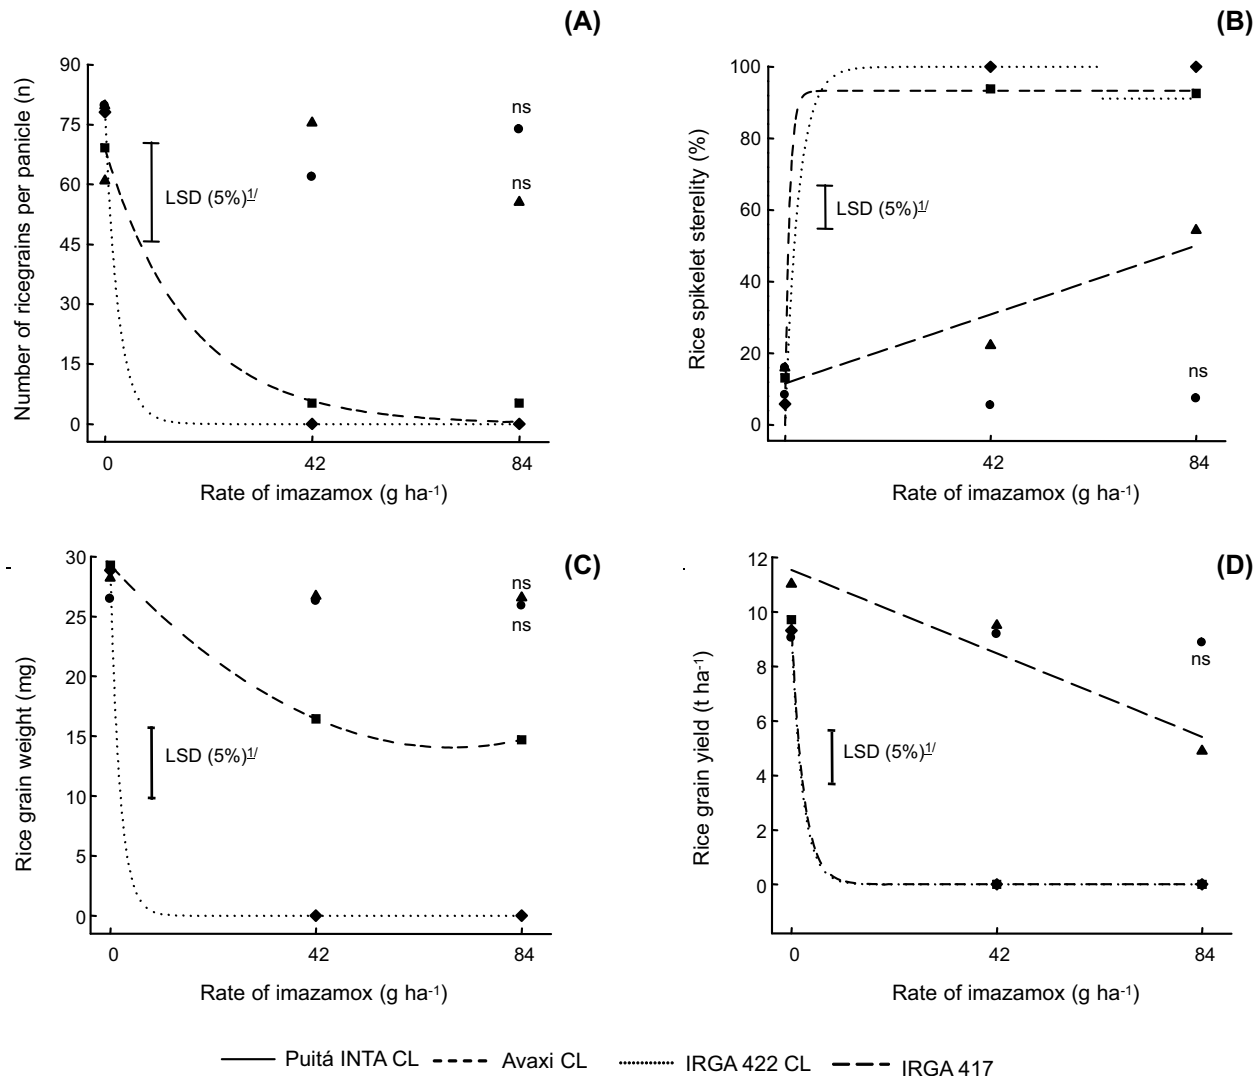 (A)
Number of ricegrains per panicle (n)
90
75
60
45
30
15
0
LSD (5%)1/
ns
ns
0
42
84
Rate of imazamox (g ha-1)
(B)
Rice spikelet sterelity (%)
100
80
60
40
20
0
LSD (5%)1/
ns
42
84
Rate of imazamox (g ha-1)
(C)
Rice grain weight (mg)
30
25
20
15
10
5
0
LSD (5%)1/
ns
ns
0
42
84
Rate of imazamox (g ha-1)
(D)
Rice grain yield (t ha-1)
12
10
8
6
4
2
0
LSD (5%)1/
ns
0
42
84
Rate of imazamox (g ha-1)
Puitá INTA CL Avaxi CL IRGA 422 CL IRGA 417